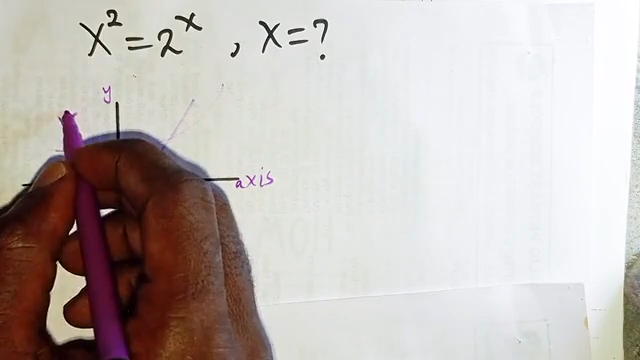 x² = 2ˣ , x = ?
y
axis